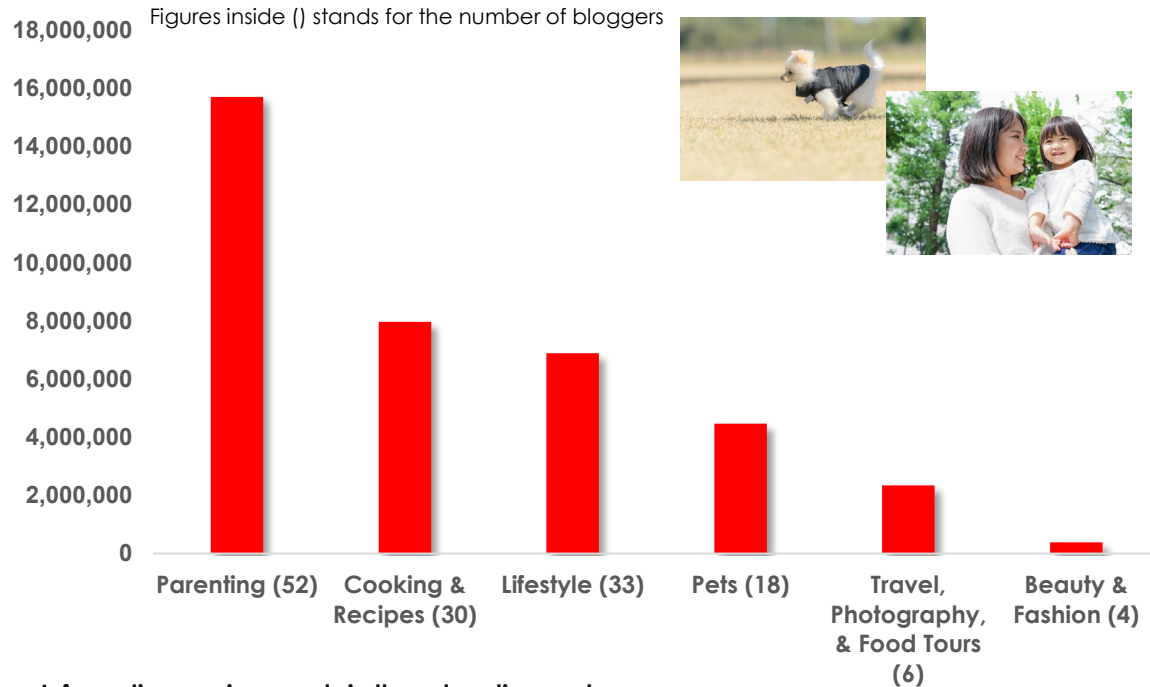 Figures inside () stands for the number of bloggers
18,000,000
16,000,000
14,000,000
12,000,000
10,000,000
8,000,000
6,000,000
4,000,000
2,000,000
0
Parenting (52)
Cooking &
Recipes (30)
Lifestyle (33)
Pets (18)
Travel,
Photography,
& Food Tours
(6)
Beauty &
Fashion (4)